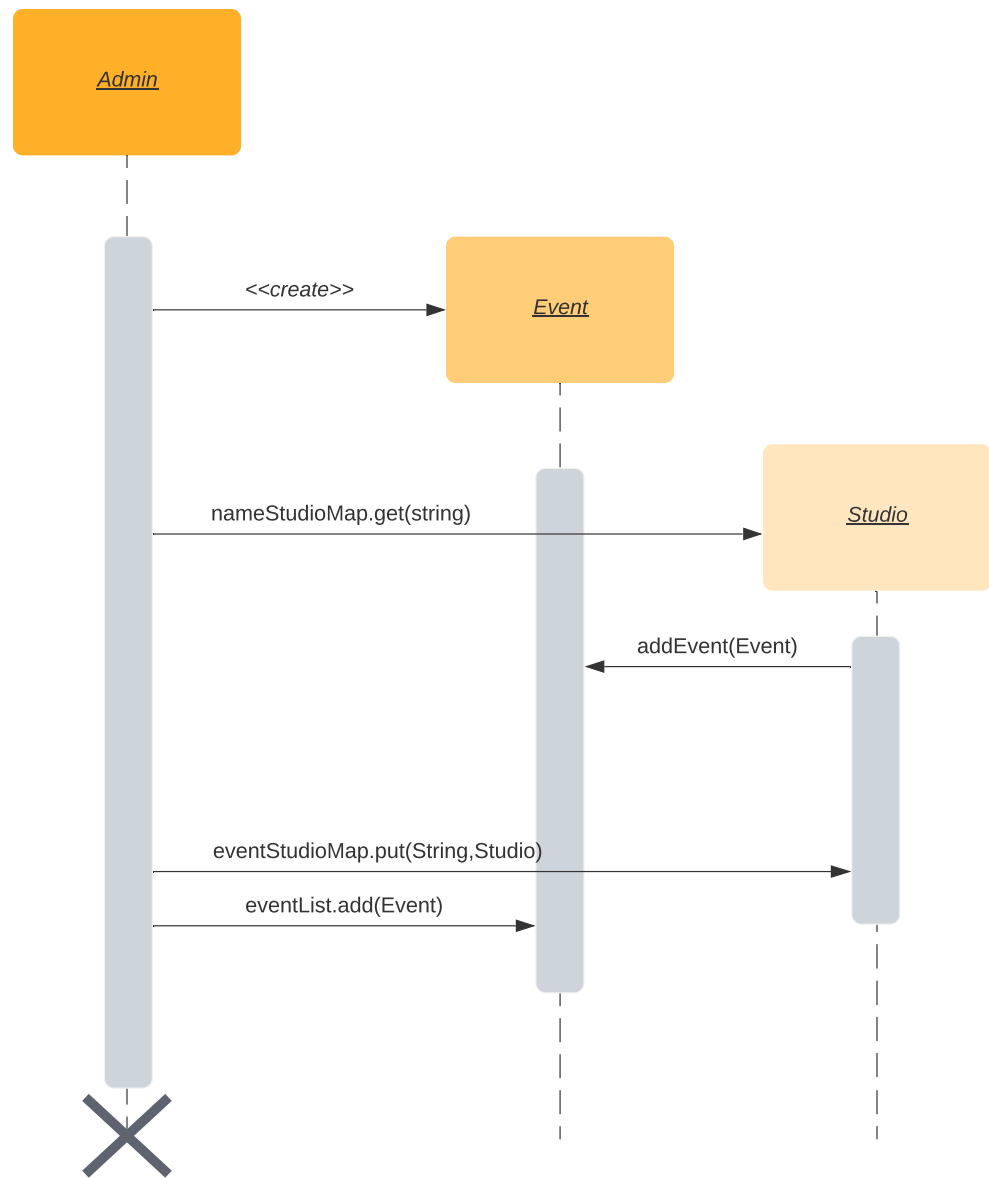 Admin
<<create>>
Event
nameStudioMap.get(string)
Studio
addEvent(Event)
eventStudioMap.put(String,Studio)
eventList.add(Event)